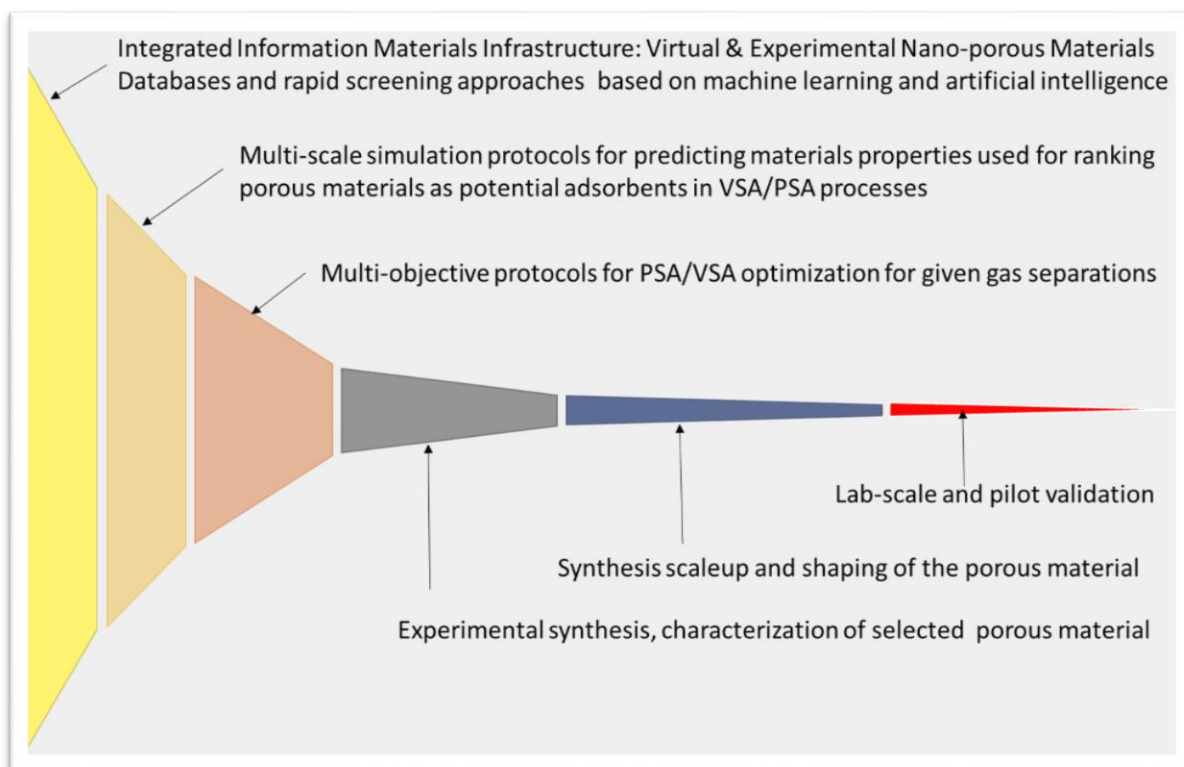 Integrated Information Materials Infrastructure: Virtual & Experimental Nano-porous Materials
Databases and rapid screening approaches  based on machine learning and artificial intelligence
Multi-scale simulation protocols for predicting materials properties used for ranking
porous materials as potential adsorbents in VSA/PSA processes
Multi-objective protocols for PSA/VSA optimization for given gas separations
Lab-scale and pilot validation
Synthesis scaleup and shaping of the porous material
Experimental synthesis, characterization of selected  porous material